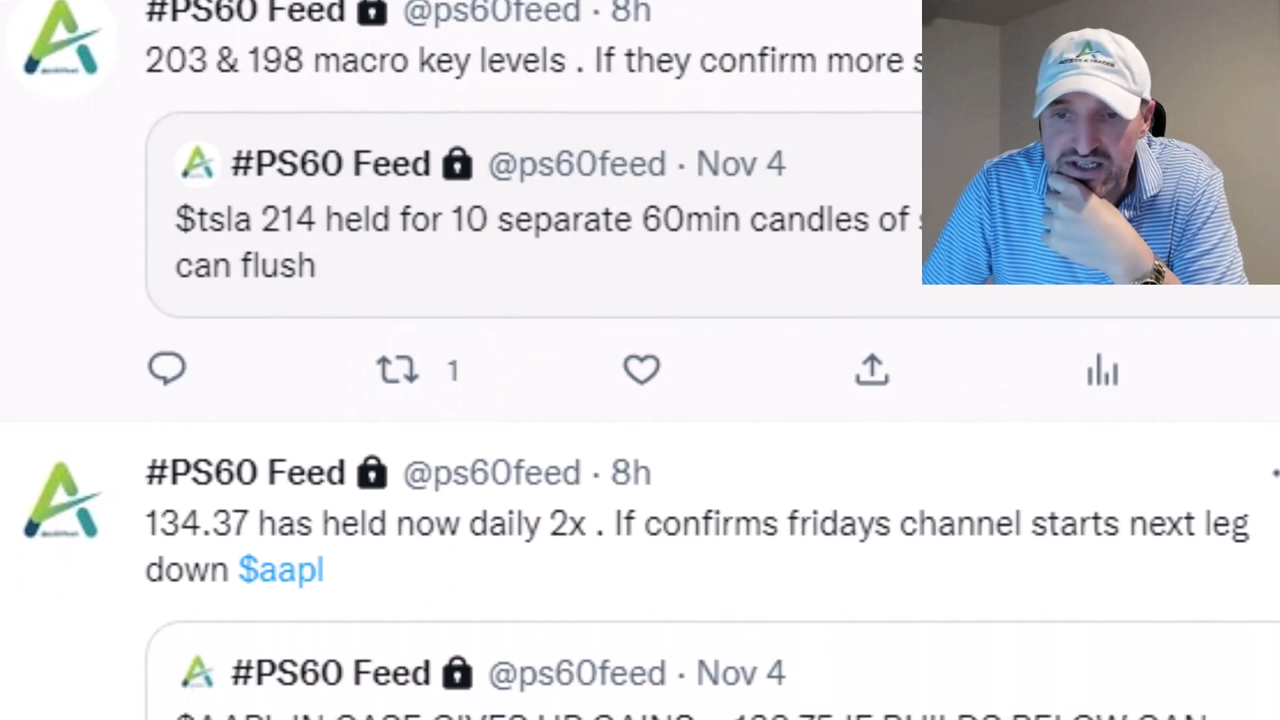 #PS60 Feed @ps60feed · 8h
203 & 198 macro key levels . If they confirm more
#PS60 Feed @ps60feed · Nov 4
$tsla 214 held for 10 separate 60min candles of
can flush
1
#PS60 Feed @ps60feed · 8h
134.37 has held now daily 2x . If confirms fridays channel starts next leg
down $aapl
#PS60 Feed @ps60feed · Nov 4